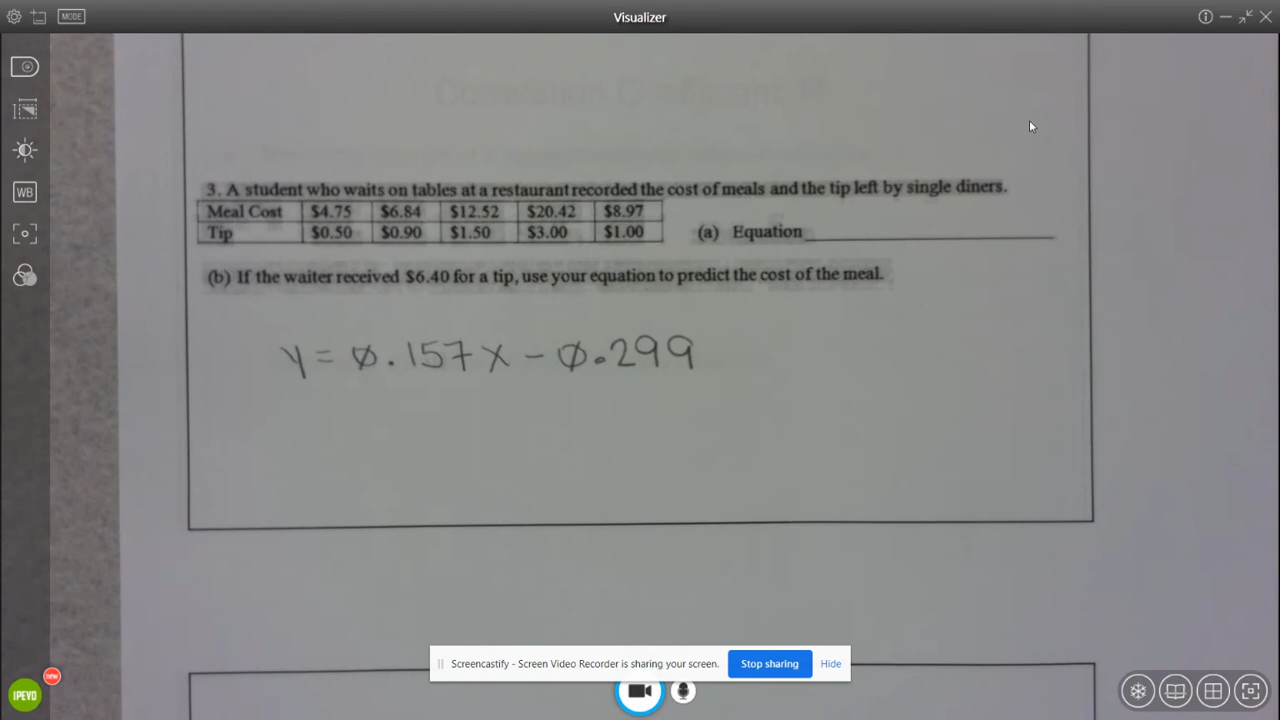 MODE
Visualizer
WB
3. A student who waits on tables at a restaurant recorded the cost of meals and the tip left by single diners.
Meal Cost $4.75 $6.84 $12.52 $20.42 $8.97
Tip $0.50 $0.90 $1.50 $3.00 $1.00
(a) Equation
(b) If the waiter received $6.40 for a tip, use your equation to predict the cost of the meal.
y = 0.157x - 0.299
Screencastify - Screen Video Recorder is sharing your screen.
Stop sharing
Hide
new
IPEVO